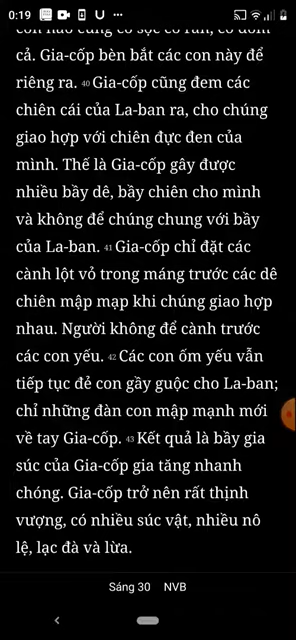 0:19
cả. Gia-cốp bèn bắt các con này để
riêng ra. 40 Gia-cốp cũng đem các
chiên cái của La-ban ra, cho chúng
giao hợp với chiên đực đen của
mình. Thế là Gia-cốp gây được
nhiều bầy dê, bầy chiên cho mình
và không để chúng chung với bầy
của La-ban. 41 Gia-cốp chỉ đặt các
cành lột vỏ trong máng trước các dê
chiên mập mạp khi chúng giao hợp
nhau. Người không để cành trước
các con yếu. 42 Các con ốm yếu vẫn
tiếp tục đẻ con gầy guộc cho La-ban;
chỉ những đàn con mập mạnh mới
về tay Gia-cốp. 43 Kết quả là bầy gia
súc của Gia-cốp gia tăng nhanh
chóng. Gia-cốp trở nên rất thịnh
vượng, có nhiều súc vật, nhiều nô
lệ, lạc đà và lừa.
Sáng 30 NVB